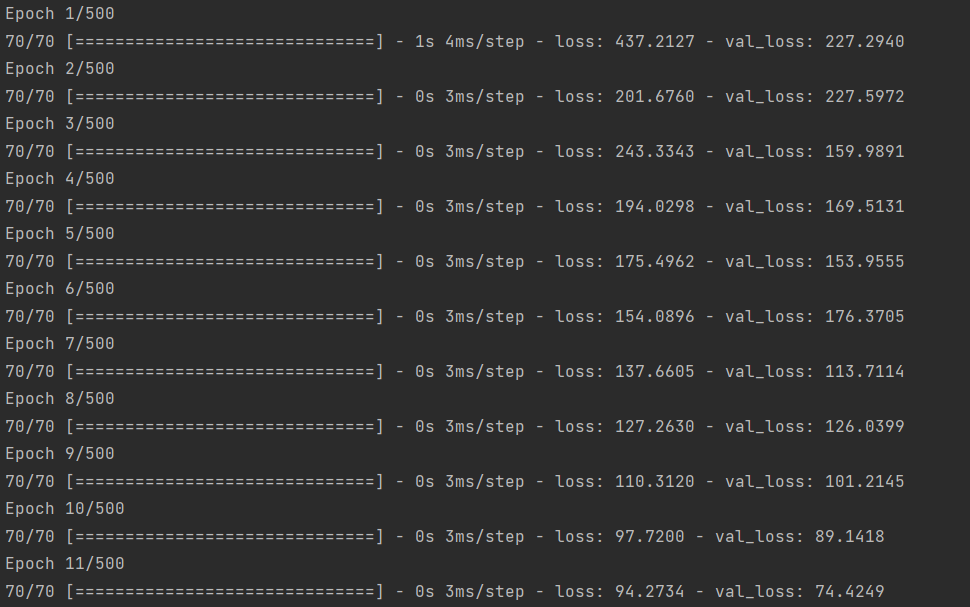 Epoch 1/500
70/70 [==============================] - 1s 4ms/step - loss: 437.2127 - val_loss: 227.2940
Epoch 2/500
70/70 [==============================] - 0s 3ms/step - loss: 201.6760 - val_loss: 227.5972
Epoch 3/500
70/70 [==============================] - 0s 3ms/step - loss: 243.3343 - val_loss: 159.9891
Epoch 4/500
70/70 [==============================] - 0s 3ms/step - loss: 194.0298 - val_loss: 169.5131
Epoch 5/500
70/70 [==============================] - 0s 3ms/step - loss: 175.4962 - val_loss: 153.9555
Epoch 6/500
70/70 [==============================] - 0s 3ms/step - loss: 154.0896 - val_loss: 176.3705
Epoch 7/500
70/70 [==============================] - 0s 3ms/step - loss: 137.6605 - val_loss: 113.7114
Epoch 8/500
70/70 [==============================] - 0s 3ms/step - loss: 127.2630 - val_loss: 126.0399
Epoch 9/500
70/70 [==============================] - 0s 3ms/step - loss: 110.3120 - val_loss: 101.2145
Epoch 10/500
70/70 [==============================] - 0s 3ms/step - loss: 97.7200 - val_loss: 89.1418
Epoch 11/500
70/70 [==============================] - 0s 3ms/step - loss: 94.2734 - val_loss: 74.4249